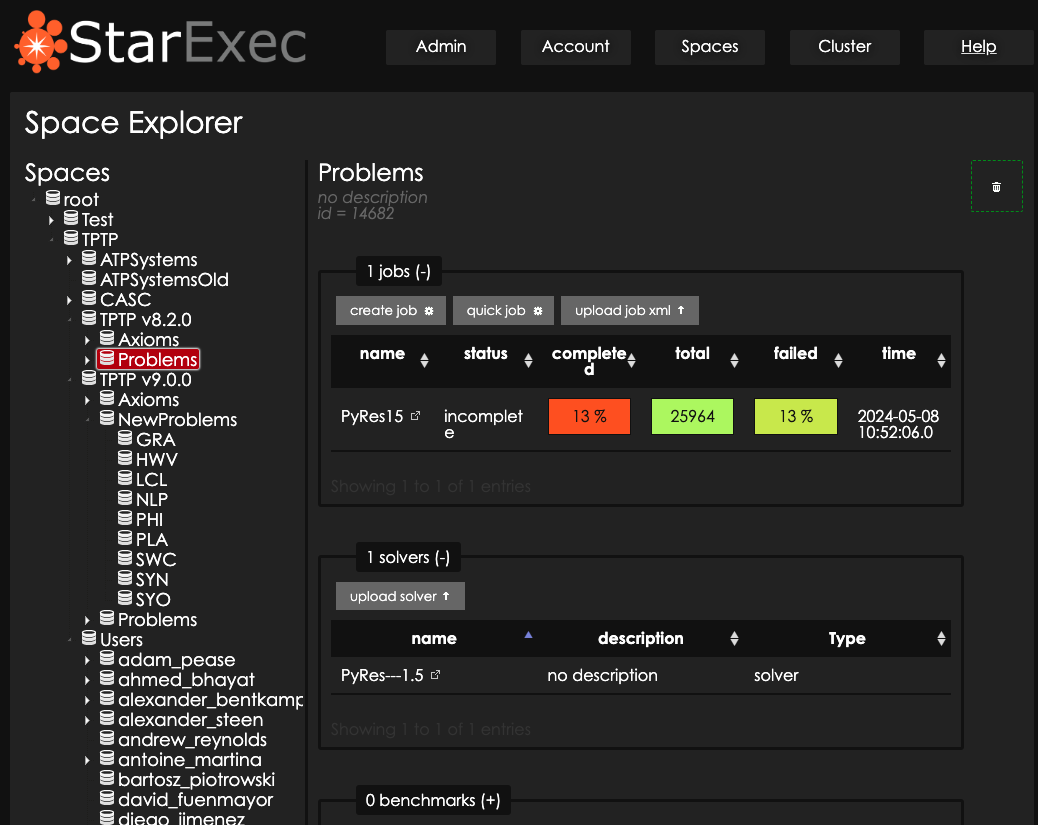 StarExec
Admin
Account
Spaces
Cluster
Help
Space Explorer
Spaces
root
Test
TPTP
ATPSystems
ATPSystemsOld
CASC
TPTP v8.2.0
Axioms
Problems
TPTP v9.0.0
Axioms
NewProblems
GRA
HWV
LCL
NLP
PHI
PLA
SWC
SYN
SYO
Problems
Users
adam_pease
ahmed_bhayat
alexander_bentkamp
alexander_steen
andrew_reynolds
antoine_martina
bartosz_piotrowski
david_fuenmayor
diego_jimenez
Problems
no description
id = 14682
1 jobs (-)
create job
quick job
upload job xml
name status complete total failed time
d
PyRes15 incomplet 13 % 25964 13 % 2024-05-08
e 10:52:06.0
Showing 1 to 1 of 1 entries
1 solvers (-)
upload solver
name description Type
PyRes---1.5 no description solver
Showing 1 to 1 of 1 entries
0 benchmarks (+)